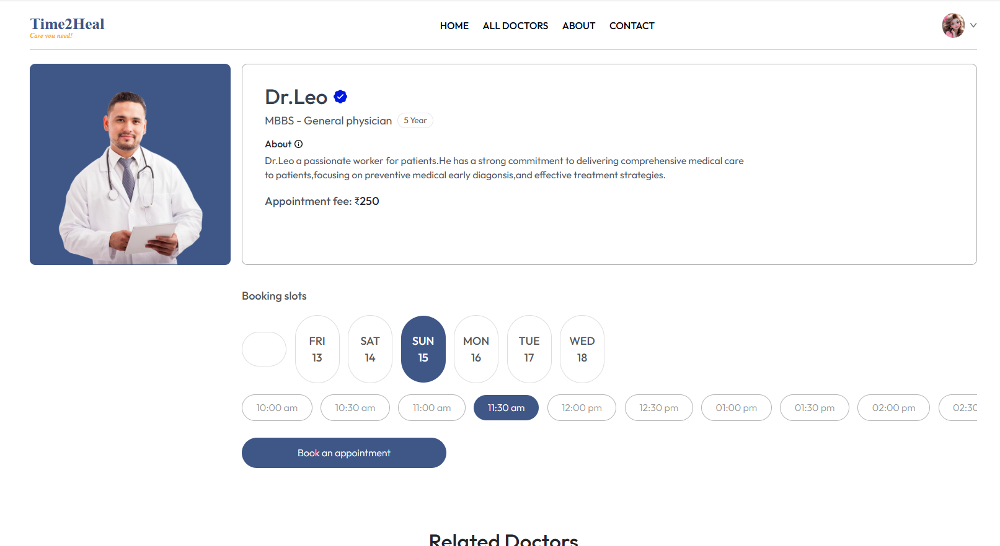 Time2Heal
Care you need!
HOME ALL DOCTORS ABOUT CONTACT
Dr.Leo
MBBS - General physician 5 Year
About
Dr.Leo a passionate worker for patients.He has a strong commitment to delivering comprehensive medical care
to patients,focusing on preventive medical early diagonsis,and effective treatment strategies.
Appointment fee: ₹250
Booking slots
FRI SAT SUN MON TUE WED
13 14 15 16 17 18
10:00 am 10:30 am 11:00 am 11:30 am 12:00 pm 12:30 pm 01:00 pm 01:30 pm 02:00 pm 02:30
Book an appointment
Related Doctors